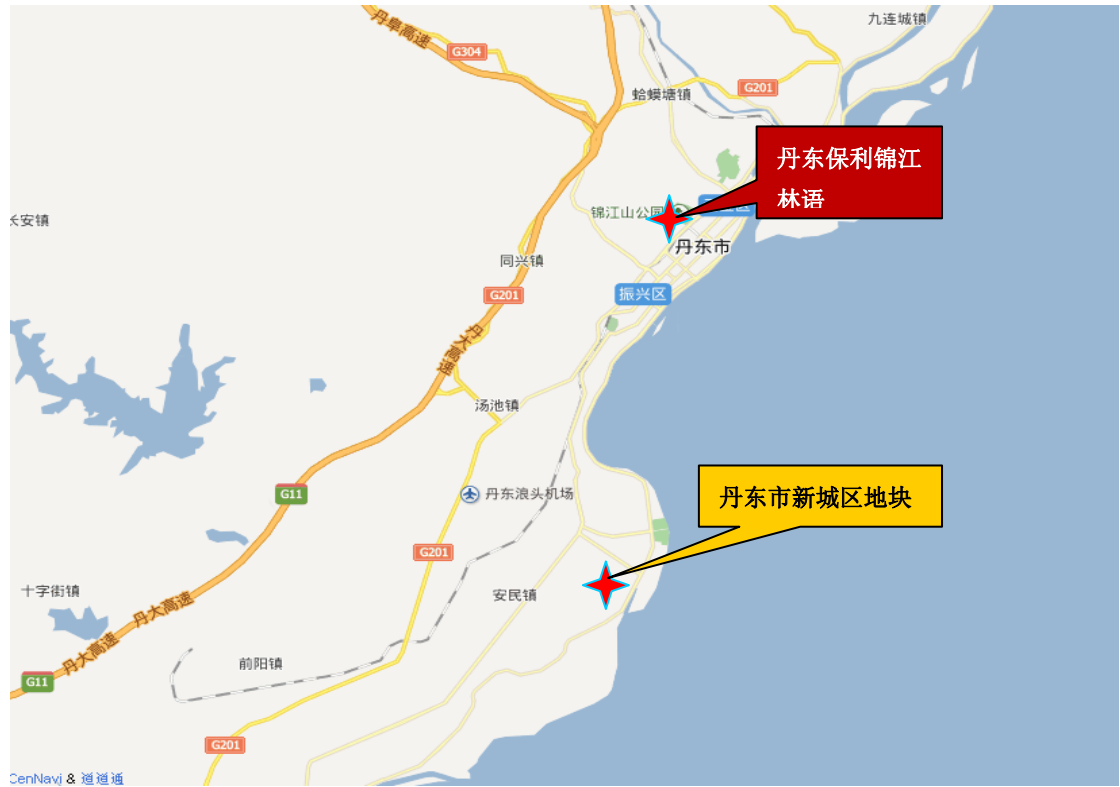 九连城镇
丹阜高速
G304
G201
蛤蟆塘镇
丹东保利锦江
林语
长安镇
锦江山公园
丹东市
同兴镇
G201
振兴区
丹大高速
汤池镇
丹东市新城区地块
G11
丹东浪头机场
G201
十字街镇
安民镇
丹大高速
丹大高速
前阳镇
G11
G201
CenNavi & 道道通